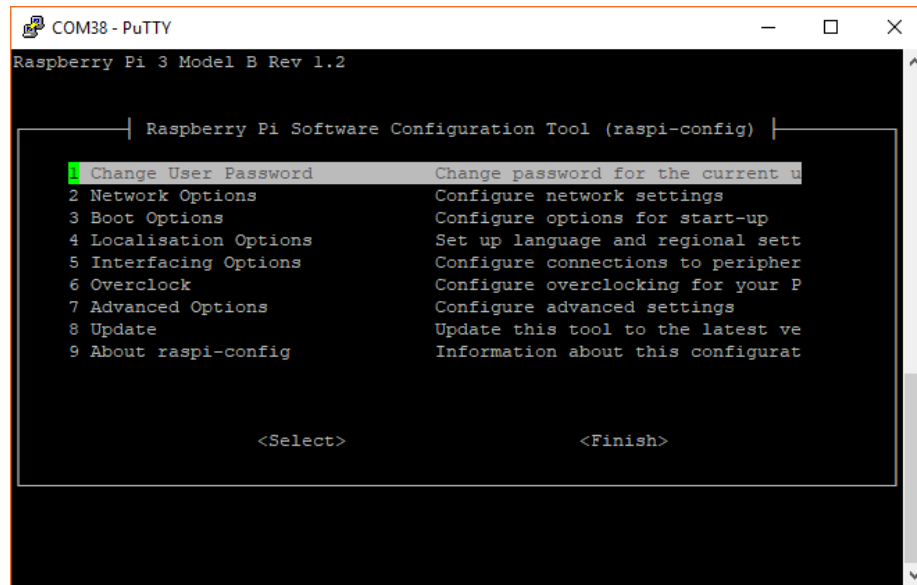 COM38 - PuTTY
Raspberry Pi 3 Model B Rev 1.2
Raspberry Pi Software Configuration Tool (raspi-config)
1 Change User Password Change password for the current u
2 Network Options Configure network settings
3 Boot Options Configure options for start-up
4 Localisation Options Set up language and regional sett
5 Interfacing Options Configure connections to peripher
6 Overclock Configure overclocking for your P
7 Advanced Options Configure advanced settings
8 Update Update this tool to the latest ve
9 About raspi-config Information about this configurat
<Select> <Finish>